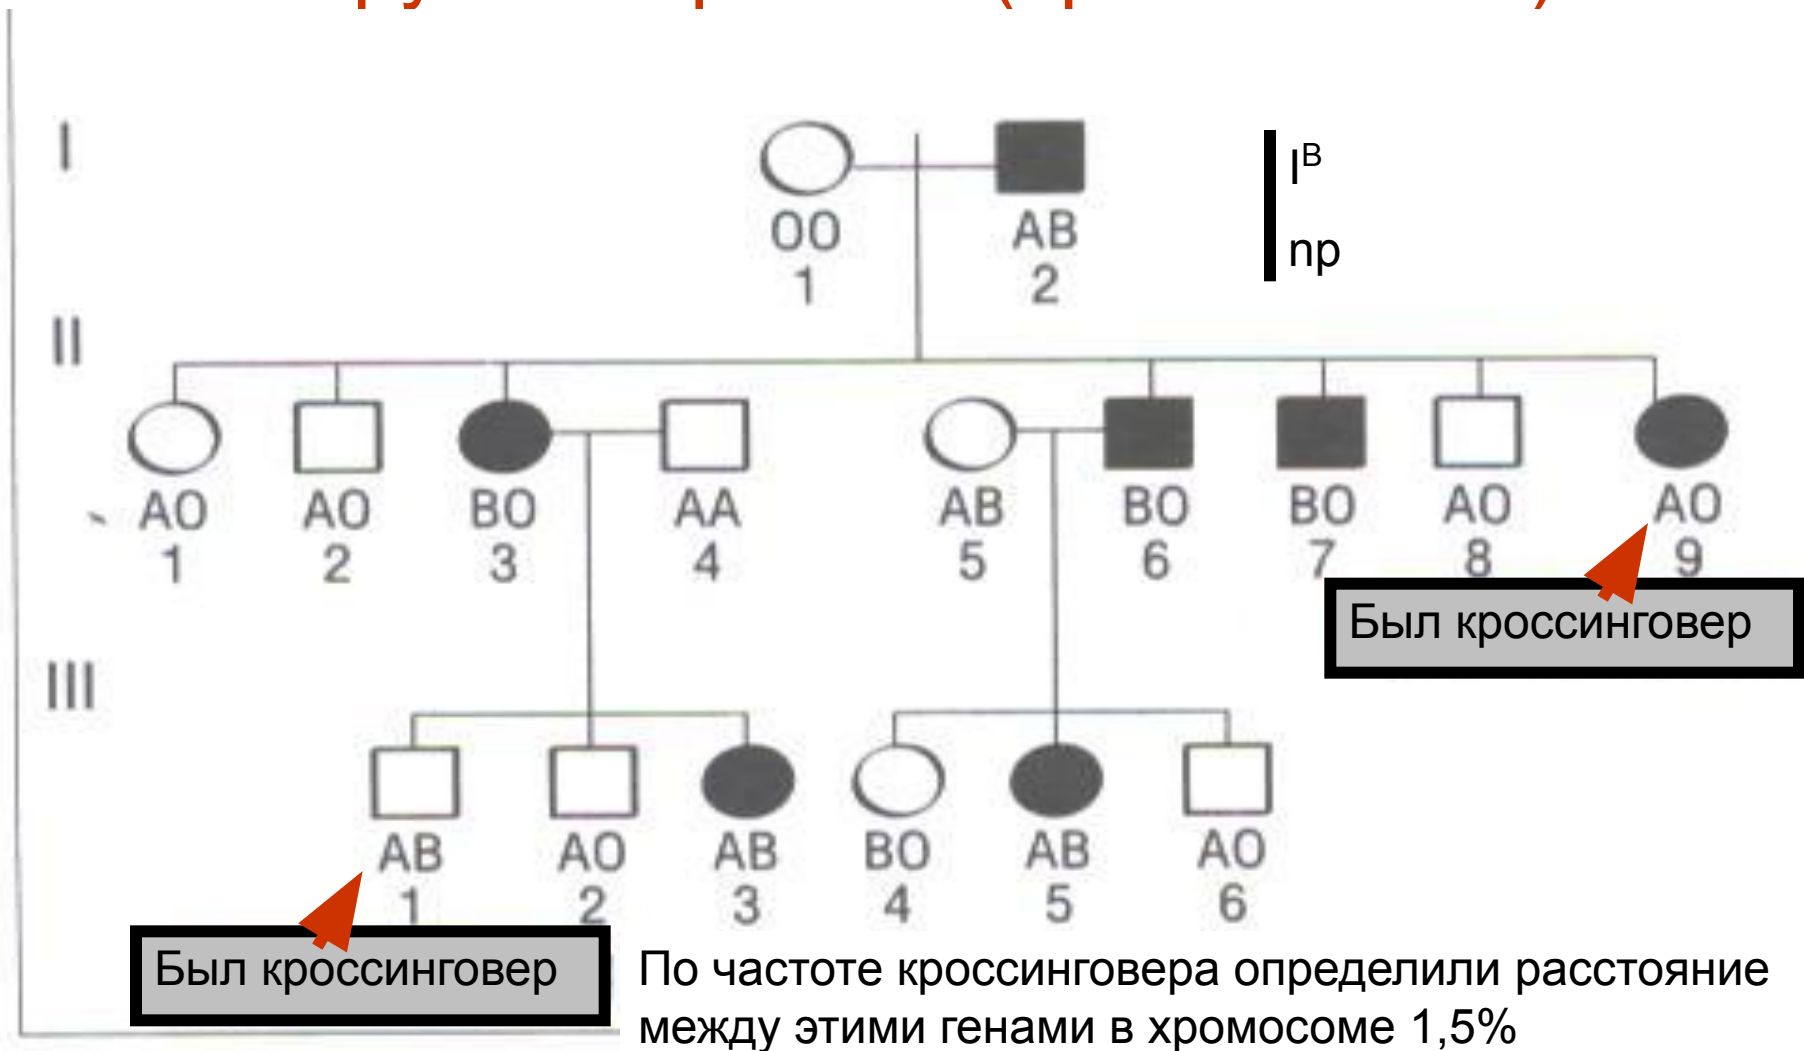 I
I^B
OO
AB
np
1
2
II
AO
AO
BO
AA
AB
BO
BO
AO
AO
1
2
3
4
5
6
7
8
9
Был кроссинговер
III
AB
AO
AB
BO
AB
AO
1
2
3
4
5
6
Был кроссинговер
По частоте кроссинговера определили расстояние
между этими генами в хромосоме 1,5%